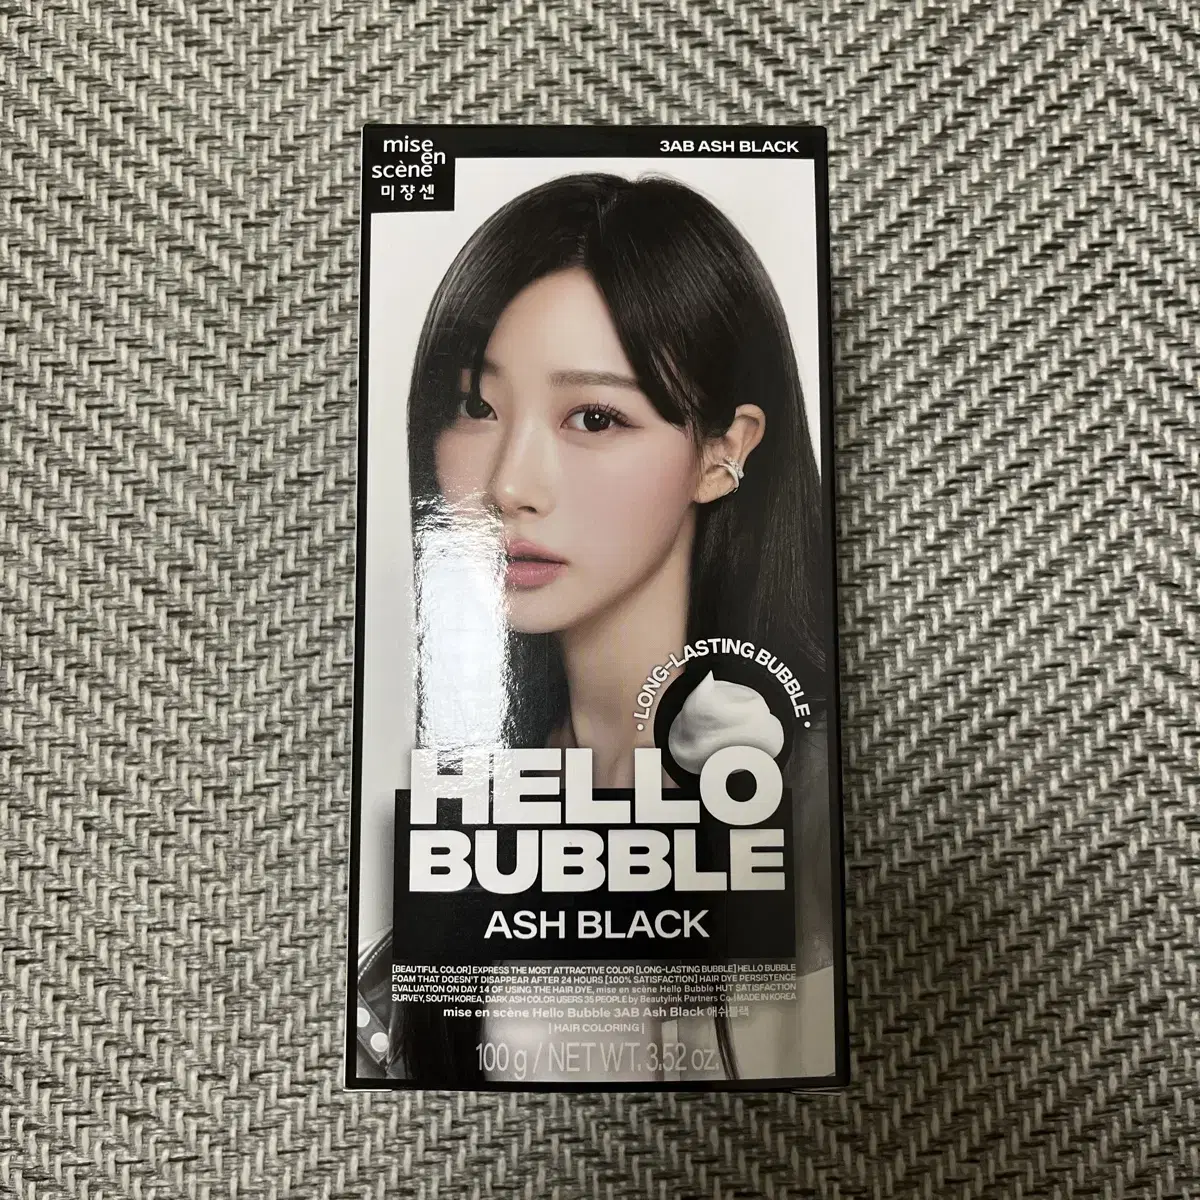 mise
en
scène
미쟝센
3AB ASH BLACK
• LONG-LASTING BUBBLE •
HELLO
BUBBLE
ASH BLACK
[BEAUTIFUL COLOR] EXPRESS THE MOST ATTRACTIVE COLOR [LONG-LASTING BUBBLE] HELLO BUBBLE
FOAM THAT DOESN'T DISAPPEAR AFTER 24 HOURS [100% SATISFACTION] HAIR DYE PERSISTENCE
EVALUATION ON DAY 14 OF USING THE HAIR DYE, mise en scène Hello Bubble HUT SATISFACTION
SURVEY, SOUTH KOREA, DARK ASH COLOR USERS 35 PEOPLE by Beautylink Partners Co. | MADE IN KOREA
mise en scène Hello Bubble 3AB Ash Black 애쉬블랙
| HAIR COLORING |
100 g / NET WT. 3.52 oz.